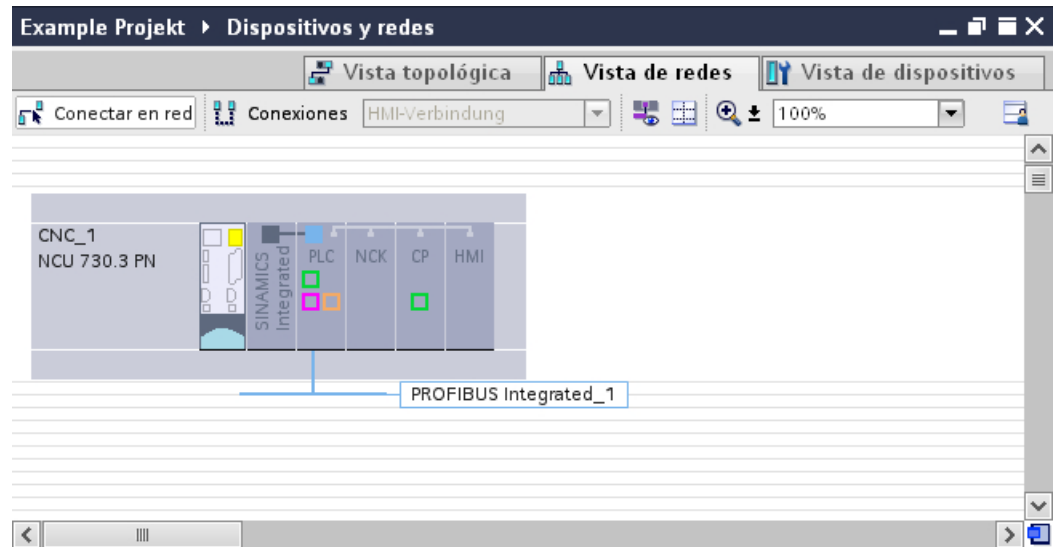 Example Projekt ▸ Dispositivos y redes
Vista topológica Vista de redes Vista de dispositivos
Conectar en red Conexiones HMI-Verbindung 100%
CNC_1
NCU 730.3 PN
SINAMICS
Integrated
PLC NCK CP HMI
PROFIBUS Integrated_1